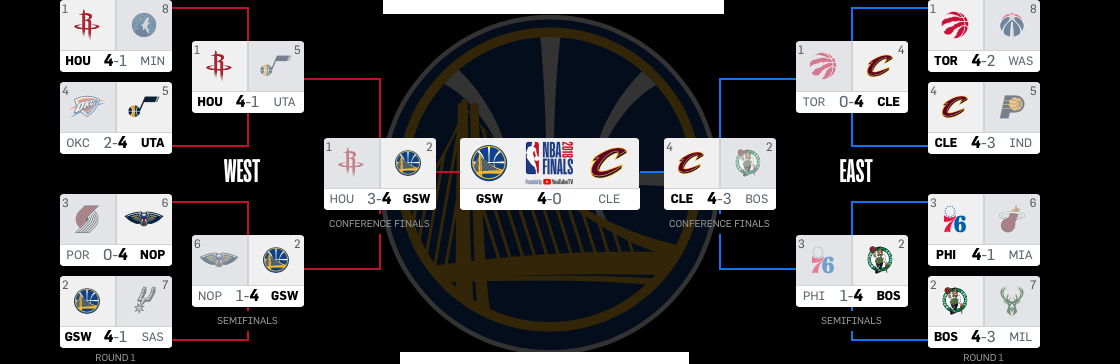 1 8
HOU 4-1 MIN
4 5
OKC 2-4 UTA
1 5
HOU 4-1 UTA
WEST
3 6
POR 0-4 NOP
2 7
GSW 4-1 SAS
6 2
NOP 1-4 GSW
SEMIFINALS
ROUND 1
1 2
HOU 3-4 GSW
CONFERENCE FINALS
NBA
FINALS
2018
Presented by YouTubeTV
GSW 4-0 CLE
4 2
CLE 4-3 BOS
CONFERENCE FINALS
1 4
TOR 0-4 CLE
EAST
3 2
76
PHI 1-4 BOS
SEMIFINALS
1 8
TOR 4-2 WAS
4 5
CLE 4-3 IND
3 6
76
PHI 4-1 MIA
2 7
BOS 4-3 MIL
ROUND 1